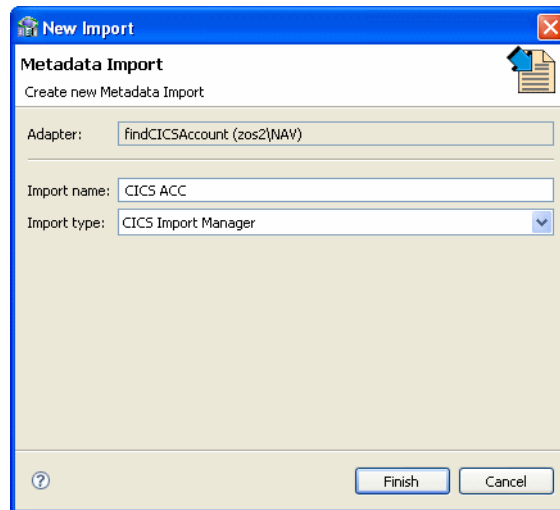 New Import
Metadata Import
Create new Metadata Import
Adapter: findCICSAccount (zos2\NAV)
Import name: CICS ACC
Import type: CICS Import Manager
? Finish Cancel